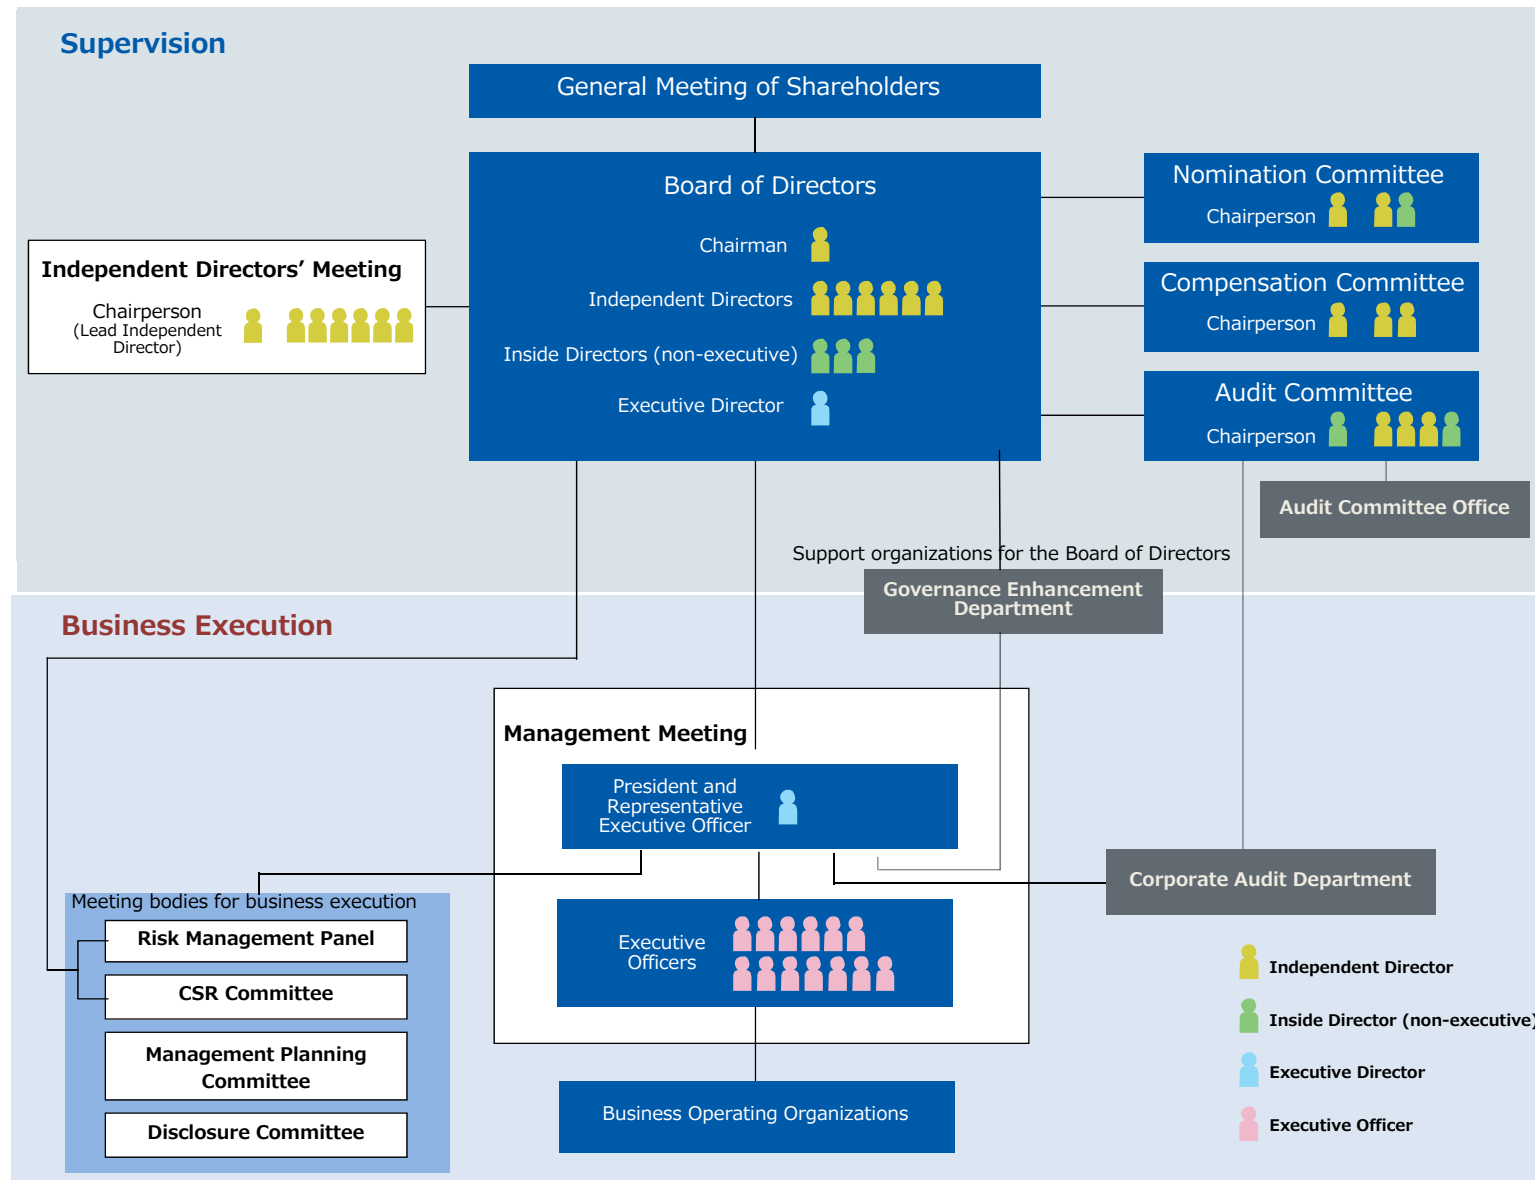 Supervision
General Meeting of Shareholders
Board of Directors
Chairman
Independent Directors
Inside Directors (non-executive)
Executive Director
Independent Directors’ Meeting
Chairperson
(Lead Independent
Director)
Nomination Committee
Chairperson
Compensation Committee
Chairperson
Audit Committee
Chairperson
Audit Committee Office
Support organizations for the Board of Directors
Governance Enhancement
Department
Business Execution
Management Meeting
President and
Representative
Executive Officer
Executive
Officers
Business Operating Organizations
Corporate Audit Department
Meeting bodies for business execution
Risk Management Panel
CSR Committee
Management Planning
Committee
Disclosure Committee
Independent Director
Inside Director (non-executive)
Executive Director
Executive Officer